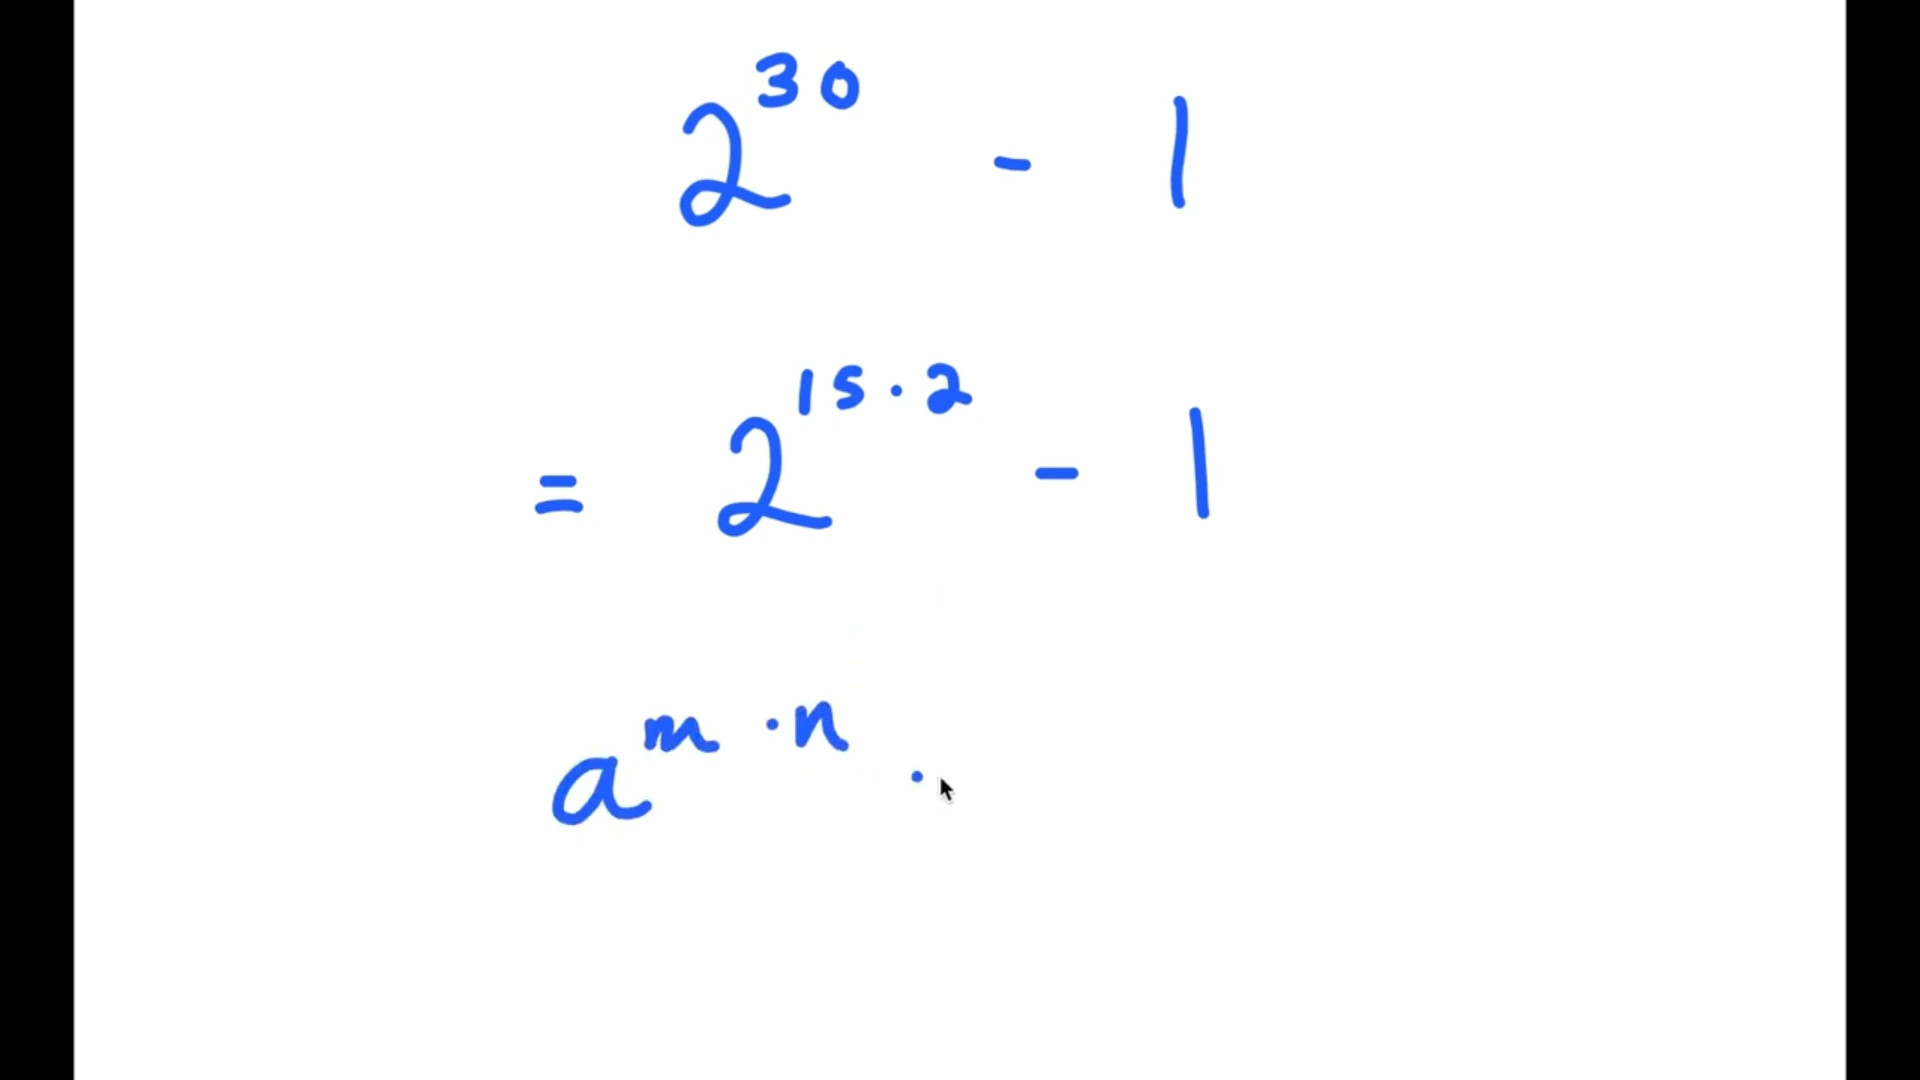 2^30 - 1
= 2^15·2 - 1
a^m·n ·